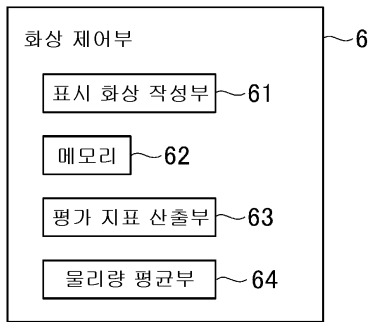 화상 제어부 6
표시 화상 작성부 61
메모리 62
평가 지표 산출부 63
물리량 평균부 64